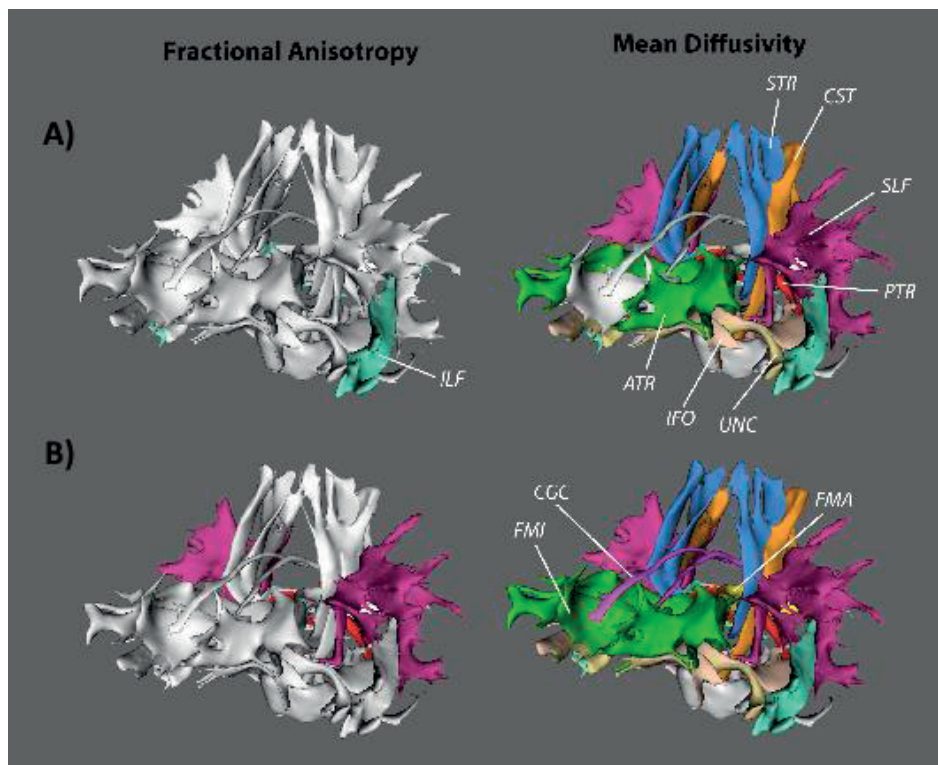 Fractional Anisotropy
Mean Diffusivity
A)
STR
CST
SLF
PTR
ILF
ATR
IFO
UNC
B)
CGC
FMA
FMI